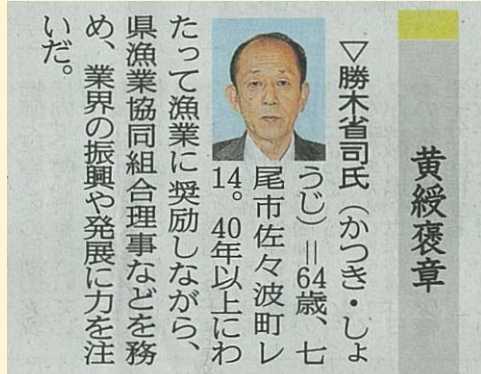 黄綬褒章
▽勝木省司氏（かつき・しょ
うじ）＝64歳、七
尾市佐々波町レ
14。40年以上にわ
たって漁業に奨励しながら、
県漁業協同組合理事などを務
め、業界の振興や発展に力を注
いだ。